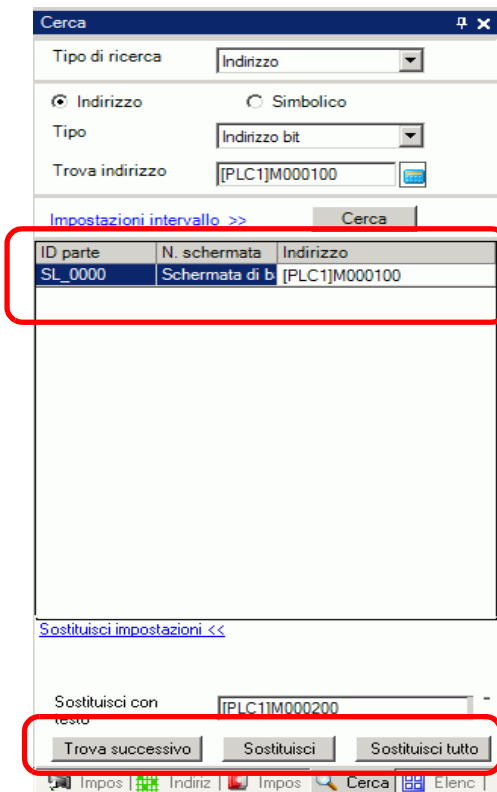 Cerca
Tipo di ricerca Indirizzo
Indirizzo Simbolico
Tipo Indirizzo bit
Trova indirizzo [PLC1]M000100
Impostazioni intervallo >> Cerca
ID parte N. schermata Indirizzo
SL_0000 Schermata di b [PLC1]M000100
Sostituisci impostazioni <<
Sostituisci con [PLC1]M000200
testo
Trova successivo Sostituisci Sostituisci tutto
Impos Indiriz Impos Cerca Elenc